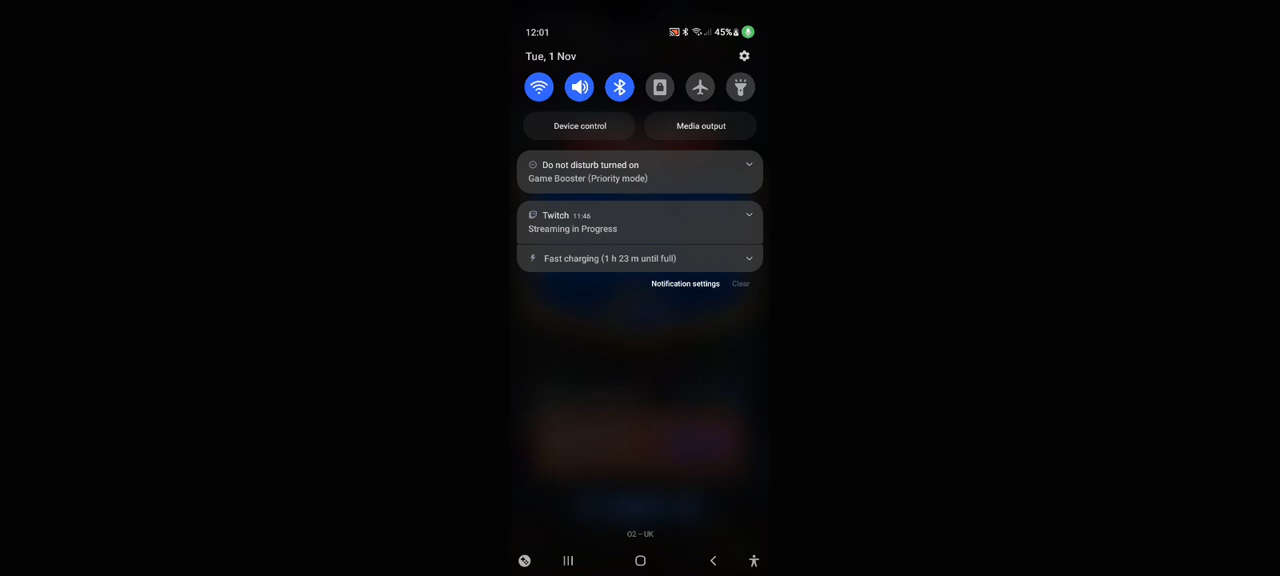 12:01 45%
Tue, 1 Nov
Device control Media output
Do not disturb turned on
Game Booster (Priority mode)
Twitch 11:46
Streaming in Progress
Fast charging (1 h 23 m until full)
Notification settings Clear
O2 – UK